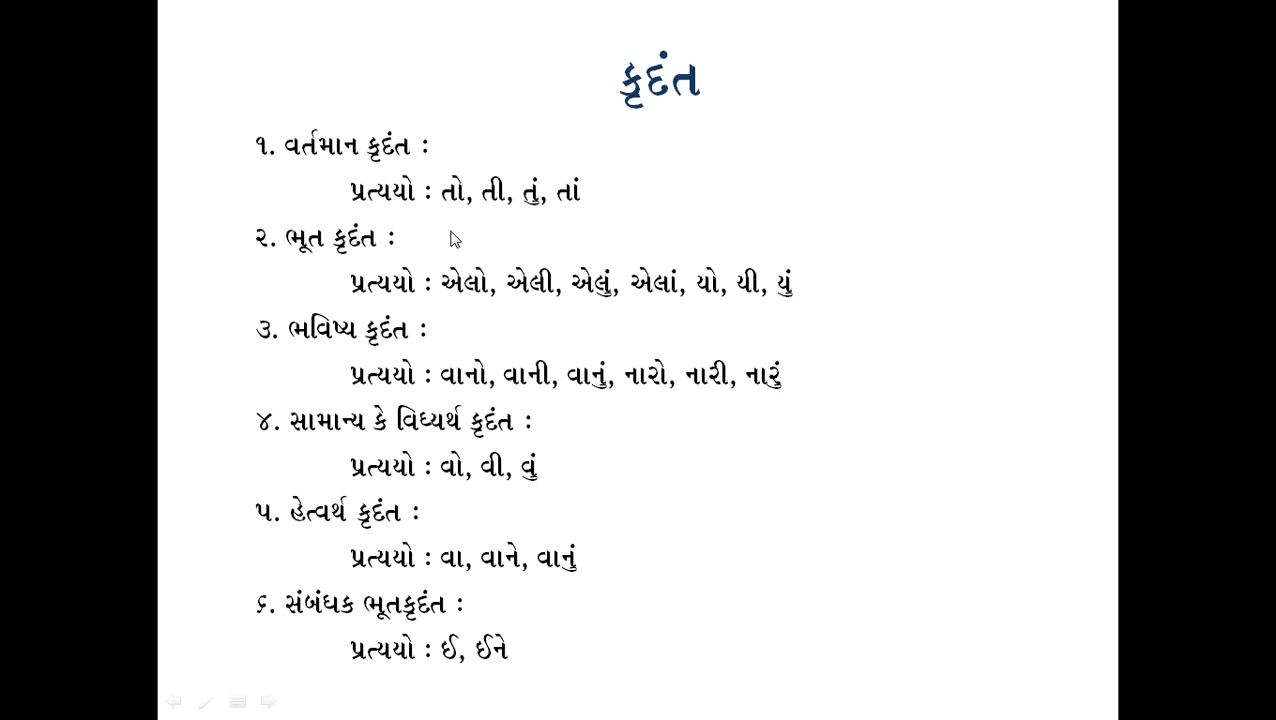 કૃદંત
૧. વર્તમાન કૃદંત :
પ્રત્યયો : તો, તી, તું, તાં
૨. ભૂત કૃદંત :
પ્રત્યયો : એલો, એલી, એલું, એલાં, યો, યી, યું
૩. ભવિષ્ય કૃદંત :
પ્રત્યયો : વાનો, વાની, વાનું, નારો, નારી, નારું
૪. સામાન્ય કે વિધ્યર્થ કૃદંત :
પ્રત્યયો : વો, વી, વું
૫. હેત્વર્થ કૃદંત :
પ્રત્યયો : વા, વાને, વાનું
૬. સંબંધક ભૂતકૃદંત :
પ્રત્યયો : ઈ, ઈને